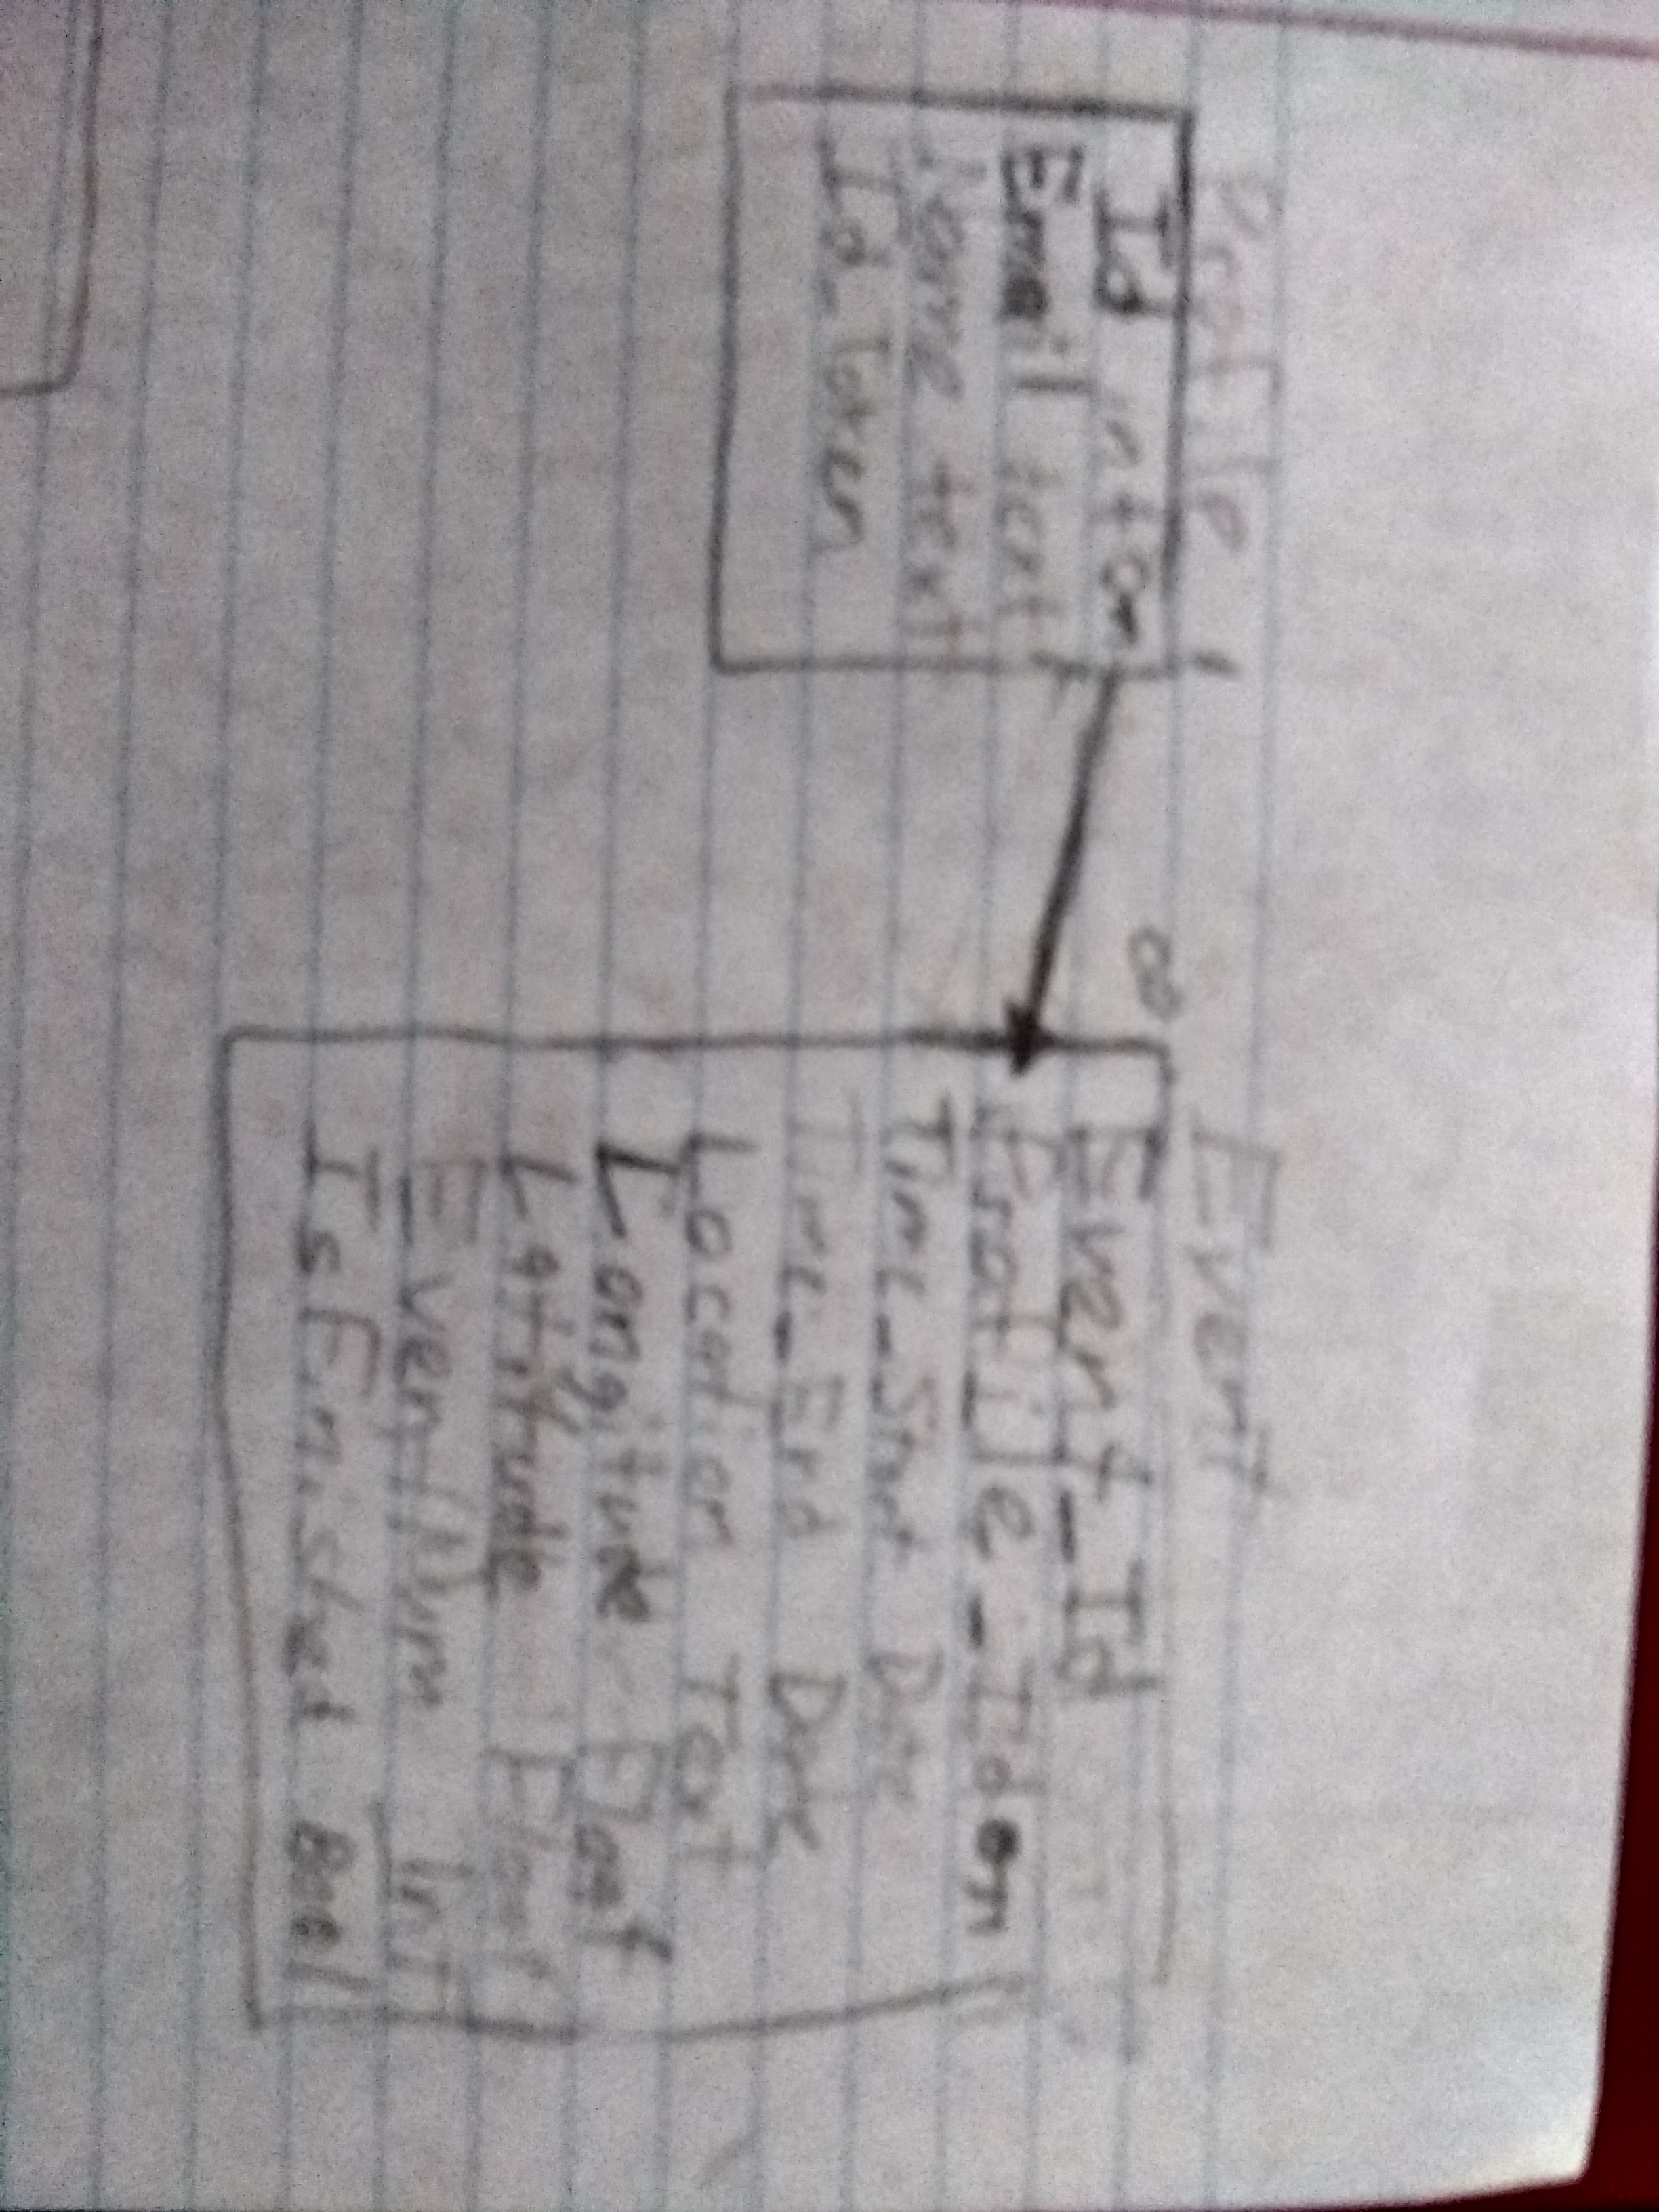 Profile 1
Id int on
Email text
Name text
Id_Token
∞
Event
Event_Id
Profile_Id on
Time_Start Date
Time_End Date
Location Text
Longitude Float
Latitude Float
EventNum Int
IsFinished Bool